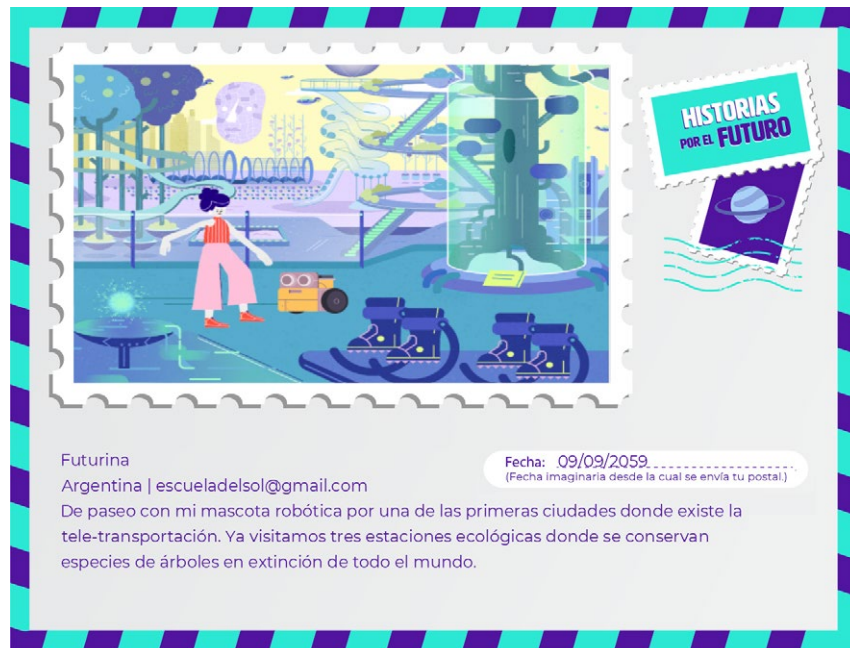 HISTORIAS
POR EL FUTURO
Futurina
Fecha: 09/09/2059
(Fecha imaginaria desde la cual se envía tu postal.)
Argentina | escueladelsol@gmail.com
De paseo con mi mascota robótica por una de las primeras ciudades donde existe la
tele-transportación. Ya visitamos tres estaciones ecológicas donde se conservan
especies de árboles en extinción de todo el mundo.